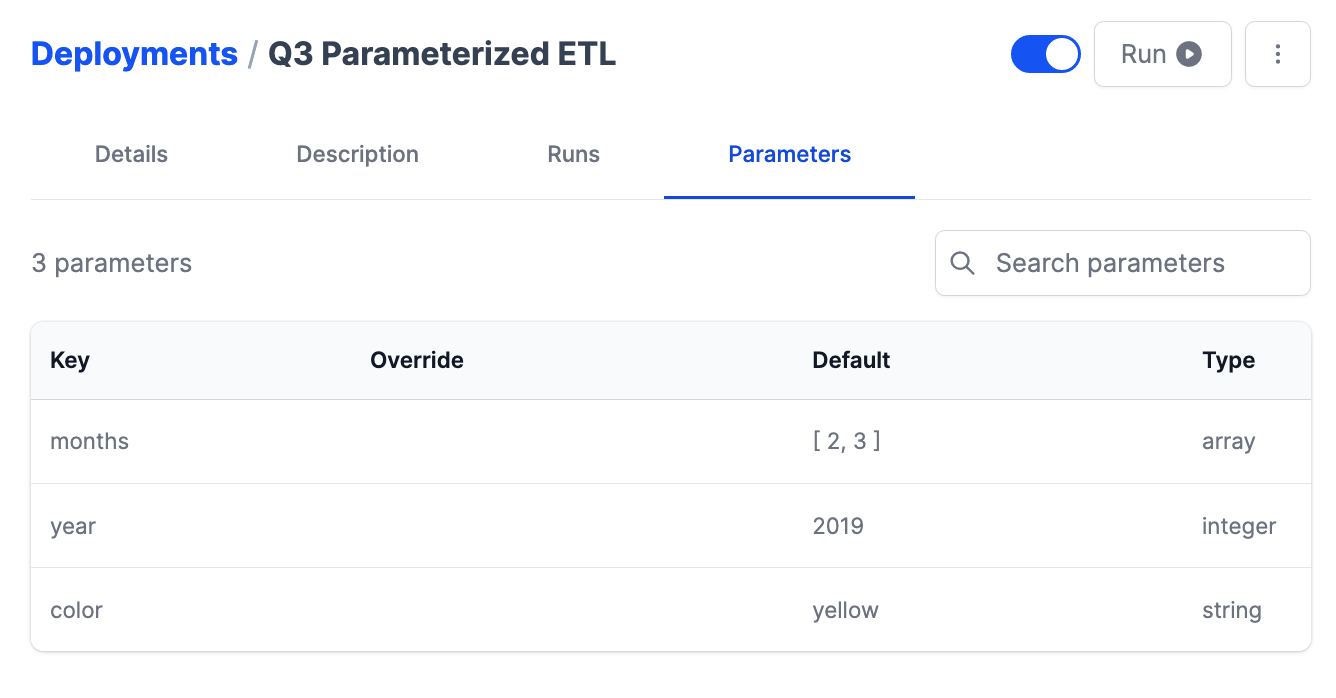 Deployments / Q3 Parameterized ETL
Run
Details Description Runs Parameters
3 parameters
Search parameters
Key Override Default Type
months [ 2, 3 ] array
year 2019 integer
color yellow string